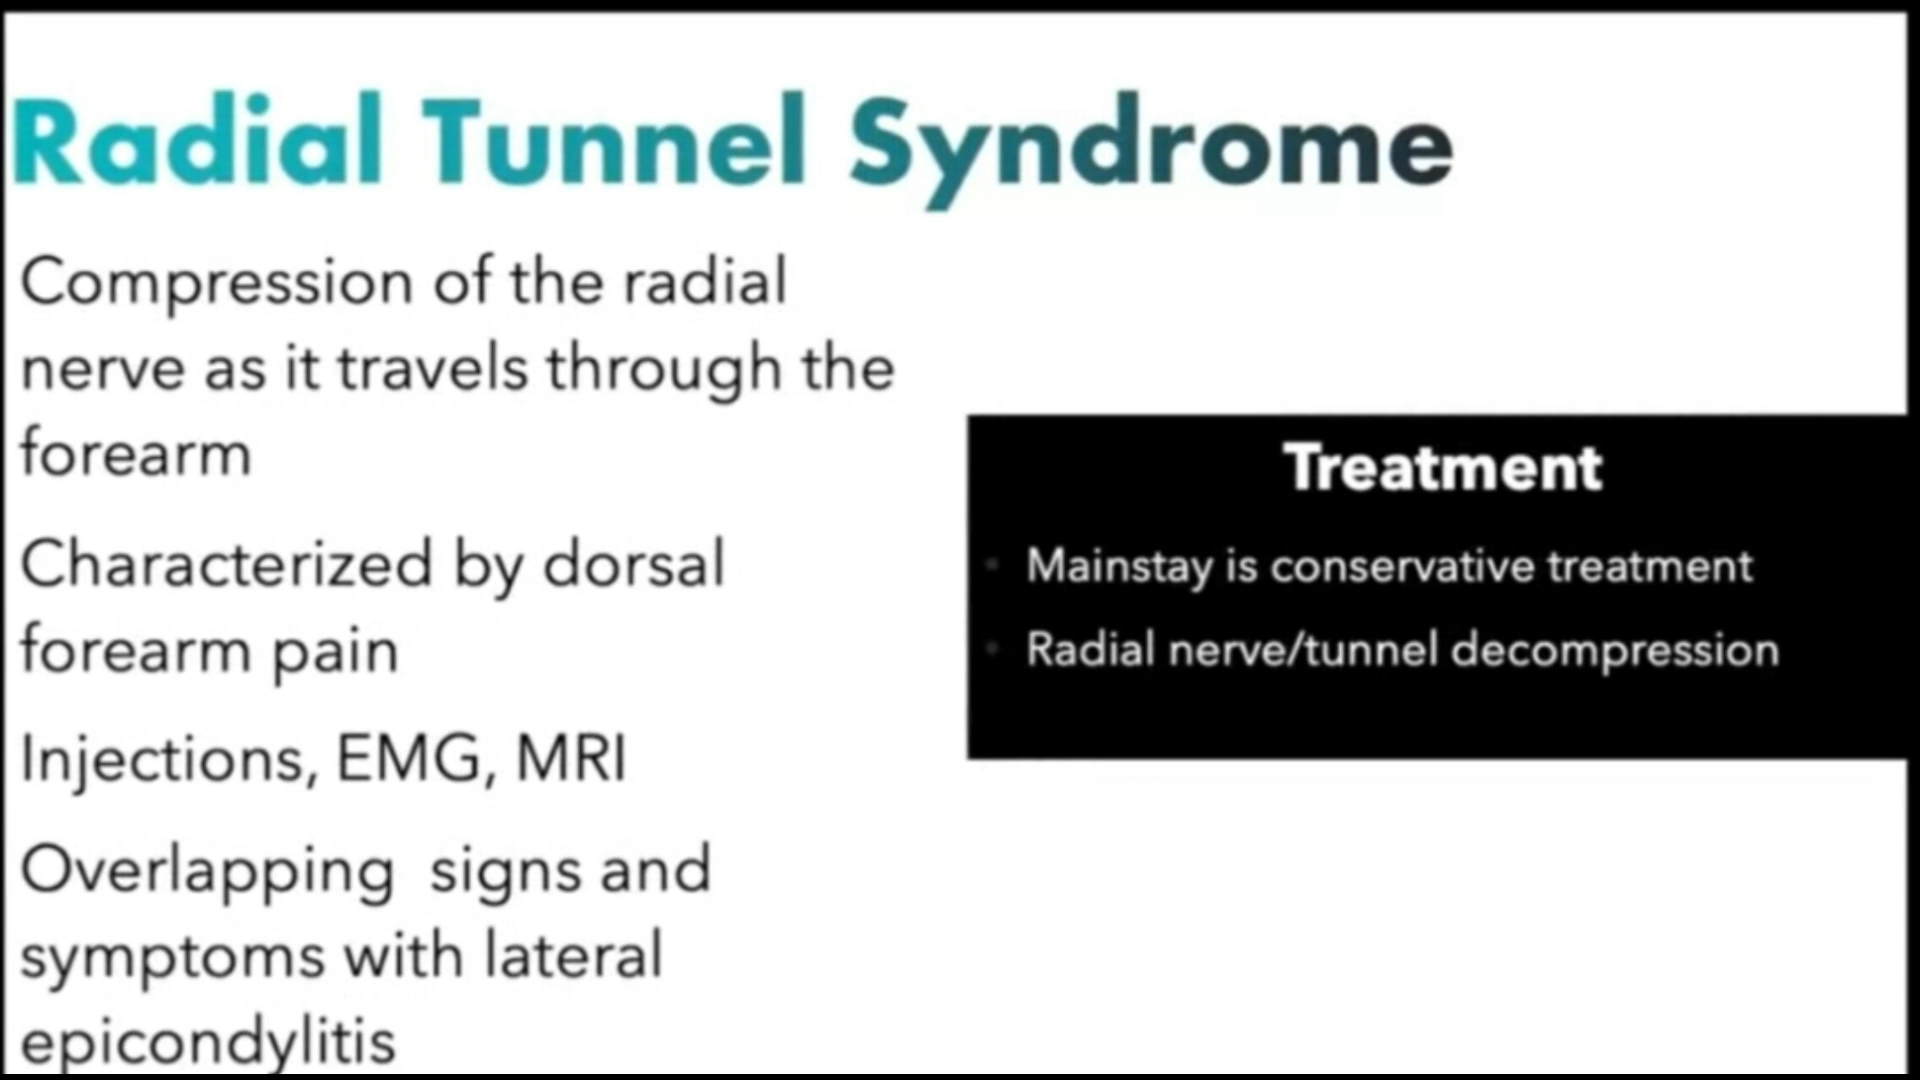 Radial Tunnel Syndrome
Compression of the radial
nerve as it travels through the
forearm
Characterized by dorsal
forearm pain
Injections, EMG, MRI
Overlapping  signs and
symptoms with lateral
epicondylitis
Treatment
• Mainstay is conservative treatment
• Radial nerve/tunnel decompression